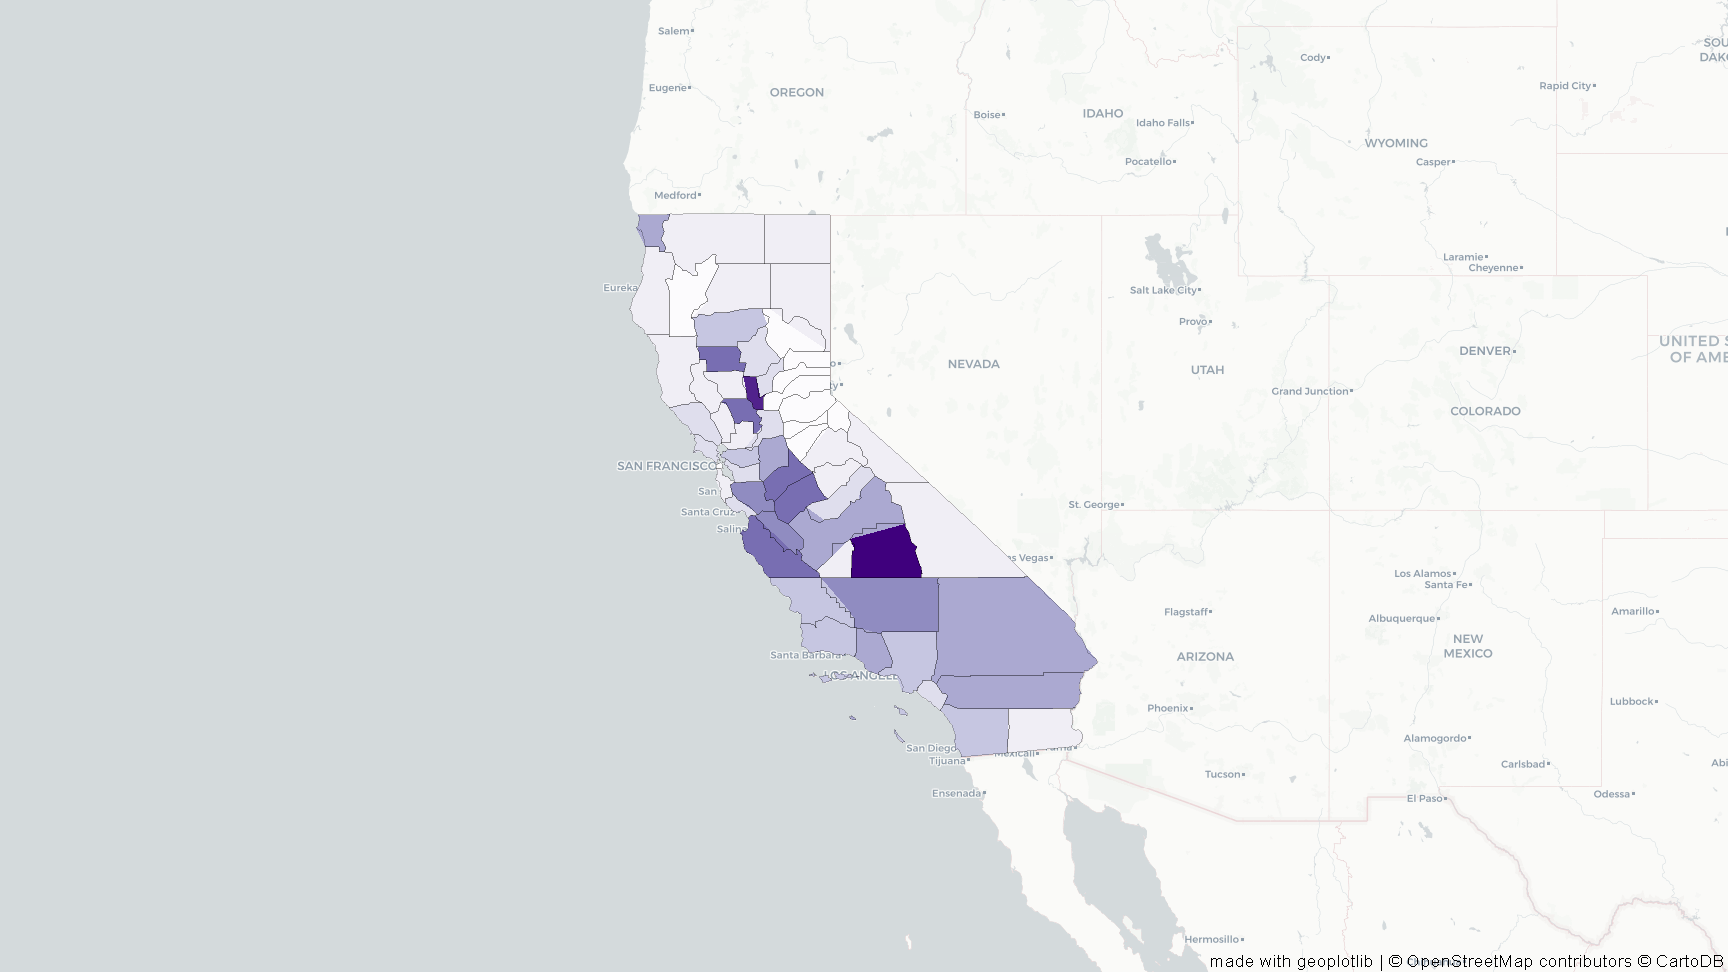 Salem
Eugene
OREGON
Medford
Boise
IDAHO
Idaho Falls
Pocatello
Cody
WYOMING
Casper
Rapid City
SOU
DAKO
Laramie
Cheyenne
Eureka
Salt Lake City
Provo
NEVADA
UTAH
DENVER
Grand Junction
COLORADO
UNITED S
OF AME
SAN FRANCISCO
San
Santa Cruz
Salina
St. George
as Vegas
Los Alamos
Santa Fe
Flagstaff
Albuquerque
Amarillo
NEW
MEXICO
ARIZONA
Santa Barbara
LOS ANGELE
Phoenix
Lubbock
San Diego
Tijuana
Mexicali
Alamogordo
Carlsbad
Tucson
Ensenada
El Paso
Odessa
Abi
Hermosillo
made with geoplotlib | © OpenStreetMap contributors © CartoDB